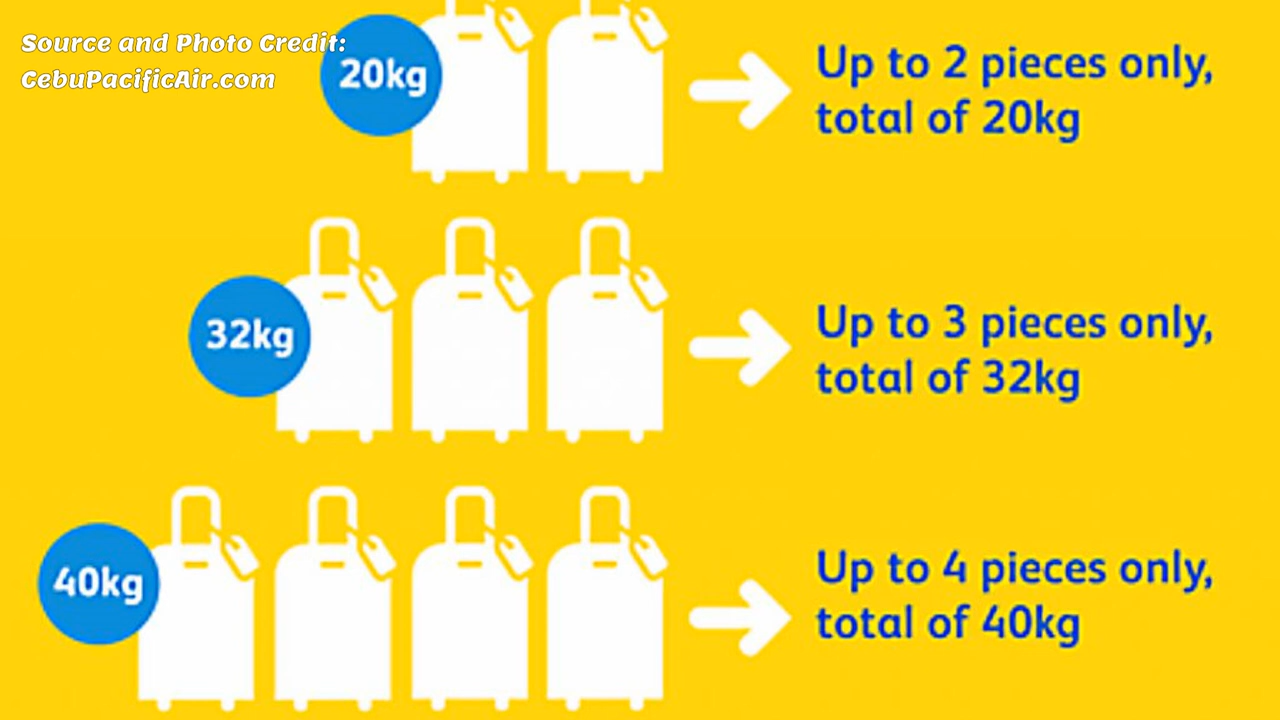 Source and Photo Credit:
CebuPacificAir.com
20kg
Up to 2 pieces only,
total of 20kg
32kg
Up to 3 pieces only,
total of 32kg
40kg
Up to 4 pieces only,
total of 40kg